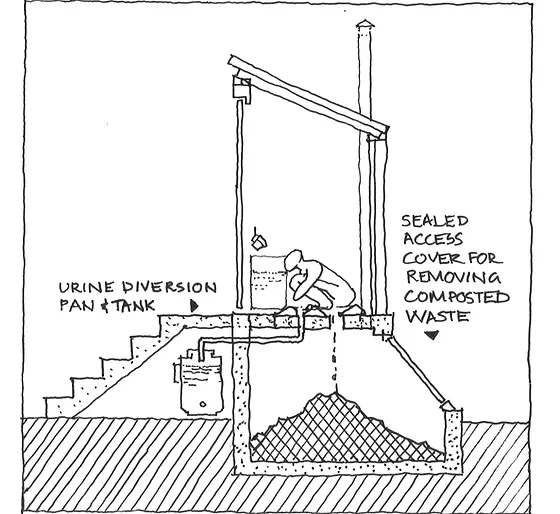 URINE DIVERSION
PAN & TANK
SEALED
ACCESS
COVER FOR
REMOVING
COMPOSTED
WASTE